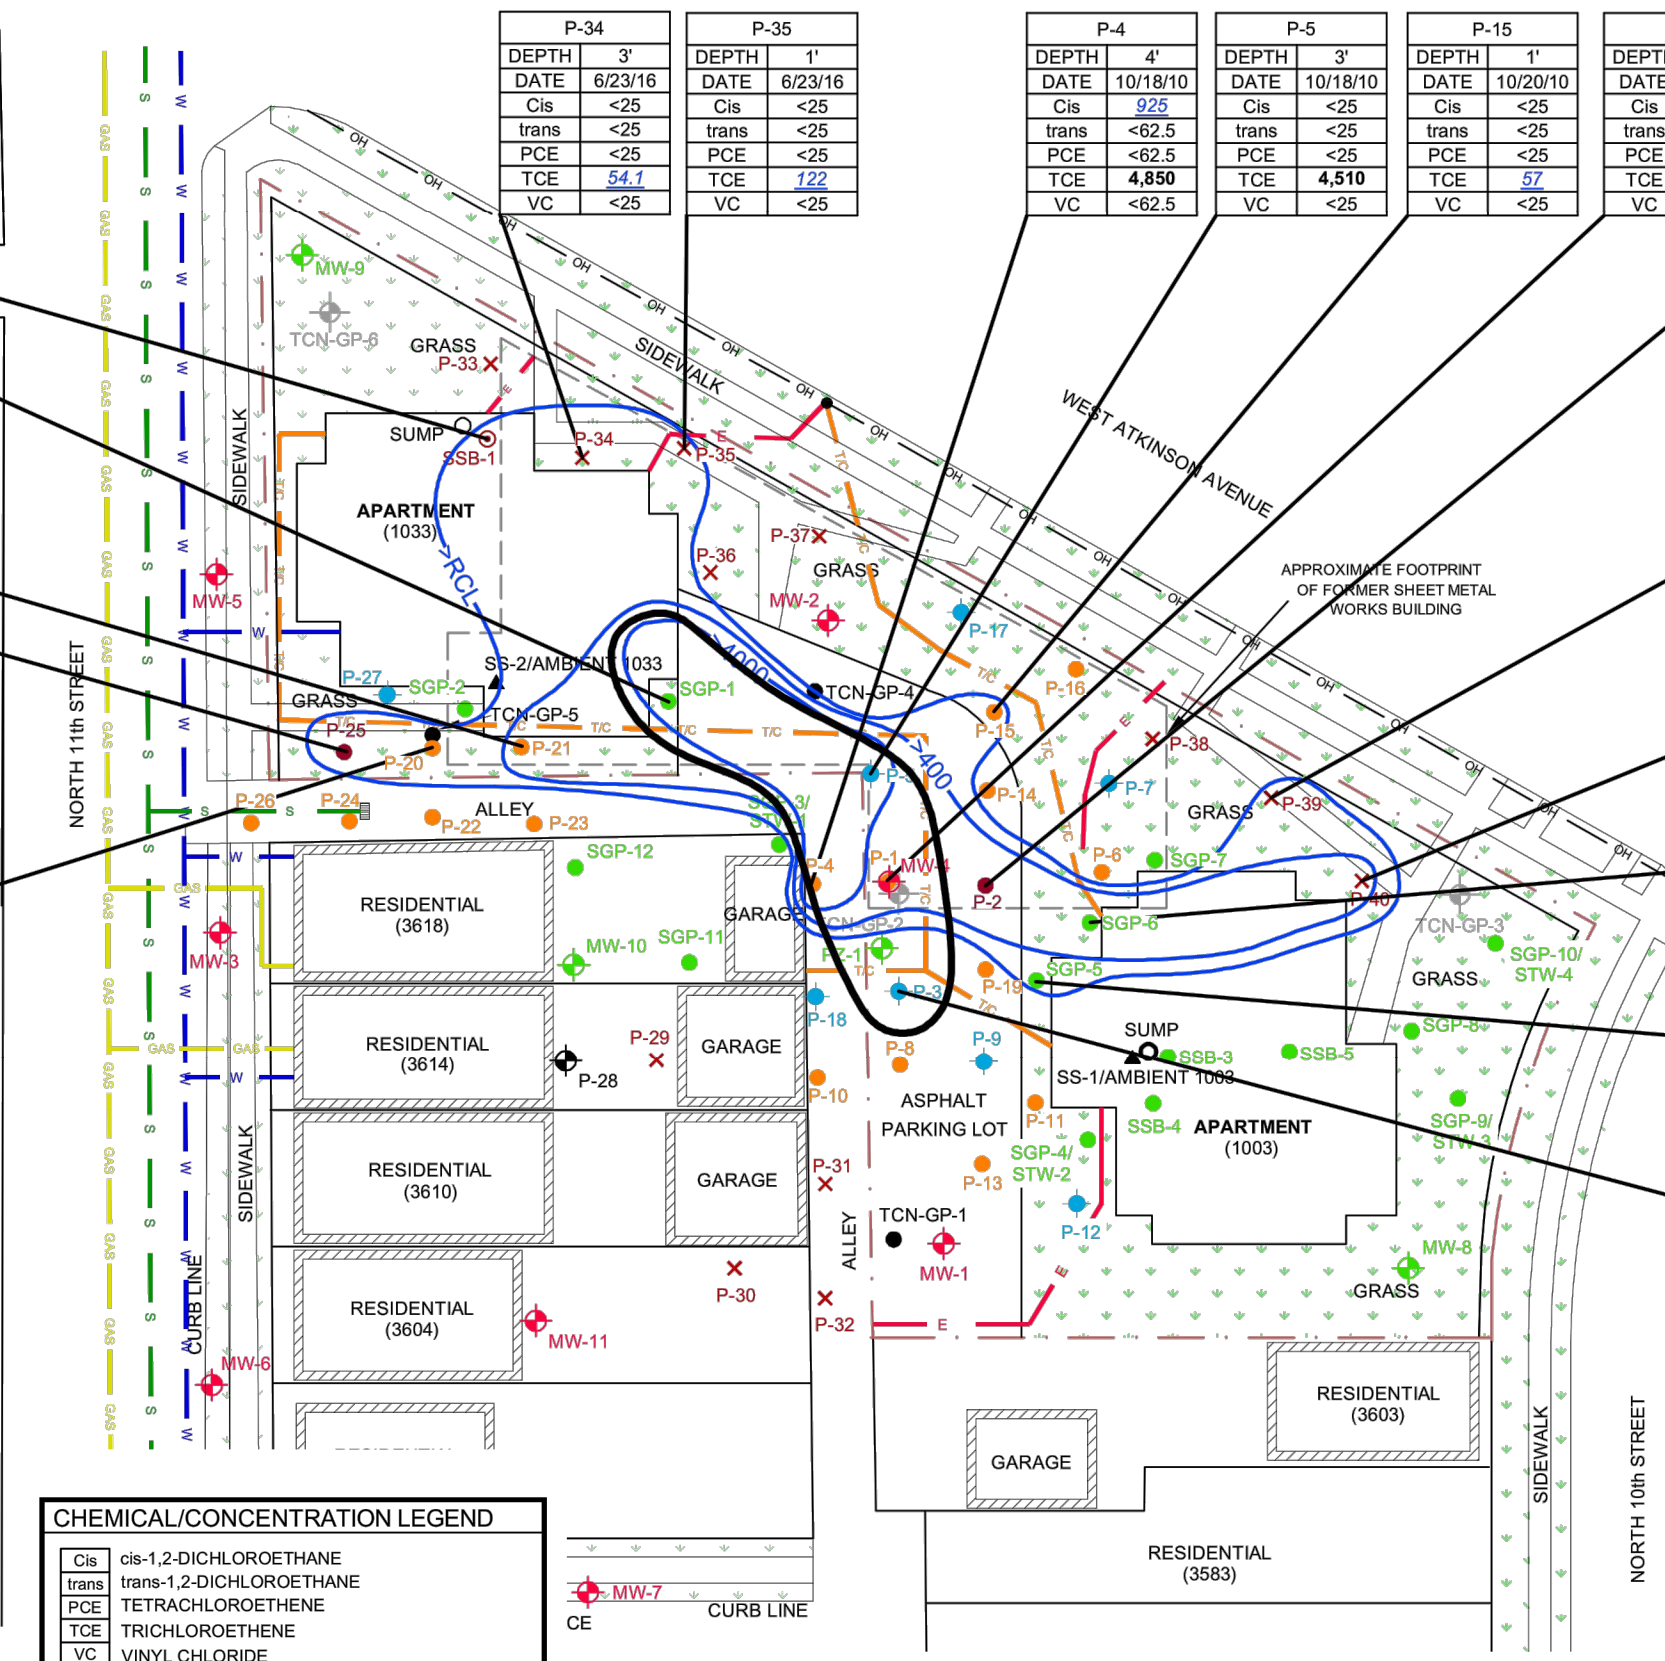 P-34
DEPTH 3'
DATE 6/23/16
Cis <25
trans <25
PCE <25
TCE 54.1
VC <25
P-35
DEPTH 1'
DATE 6/23/16
Cis <25
trans <25
PCE <25
TCE 122
VC <25
P-4
DEPTH 4'
DATE 10/18/10
Cis 925
trans <62.5
PCE <62.5
TCE 4,850
VC <62.5
P-5
DEPTH 3'
DATE 10/18/10
Cis <25
trans <25
PCE <25
TCE 4,510
VC <25
P-15
DEPTH 1'
DATE 10/20/10
Cis <25
trans <25
PCE <25
TCE 57
VC <25
Cis
trans
PCE
TCE
VC
MW-9
TCN-GP-6
GRASS
P-33
SIDEWALK
WEST ATKINSON AVENUE
SUMP
SSB-1
P-34
P-35
SIDEWALK
APARTMENT
(1033)
>RCL
P-36
P-37
GRASS
MW-2
P-17
APPROXIMATE FOOTPRINT
OF FORMER SHEET METAL
WORKS BUILDING
MW-5
NORTH 11th STREET
SS-2/AMBIENT 1033
>4000
P-27
SGP-2
GRASS
SGP-1
TCN-GP-4
P-16
TCN-GP-5
P-25
P-20
P-21
P-15
>400
P-38
P-7
P-14
GRASS
P-39
P-26
P-24
ALLEY
P-22
P-23
SGP-12
P-4
P-1
MW-4
P-2
P-6
SGP-7
P-40
RESIDENTIAL
(3618)
GARAGE
SGP-6
TCN-GP-3
MW-3
MW-10
SGP-11
SGP-5
P-19
GRASS
SGP-10/
STW-4
P-18
P-3
SGP-8
RESIDENTIAL
(3614)
P-28
P-29
GARAGE
P-8
P-9
SUMP
SSB-3
SSB-5
SS-1/AMBIENT 1003
P-10
ASPHALT
PARKING LOT
P-11
SSB-4
APARTMENT
(1003)
SGP-9/
STW-3
SGP-4/
STW-2
RESIDENTIAL
(3610)
GARAGE
P-31
P-13
P-12
SIDEWALK
ALLEY
TCN-GP-1
MW-1
MW-8
GRASS
CURB LINE
RESIDENTIAL
(3604)
P-30
P-32
MW-11
MW-6
RESIDENTIAL
(3603)
GARAGE
SIDEWALK
NORTH 10th STREET
RESIDENTIAL
(3583)
MW-7
CURB LINE
CE
CHEMICAL/CONCENTRATION LEGEND
Cis cis-1,2-DICHLOROETHANE
trans trans-1,2-DICHLOROETHANE
PCE TETRACHLOROETHENE
TCE TRICHLOROETHENE
VC VINYL CHLORIDE